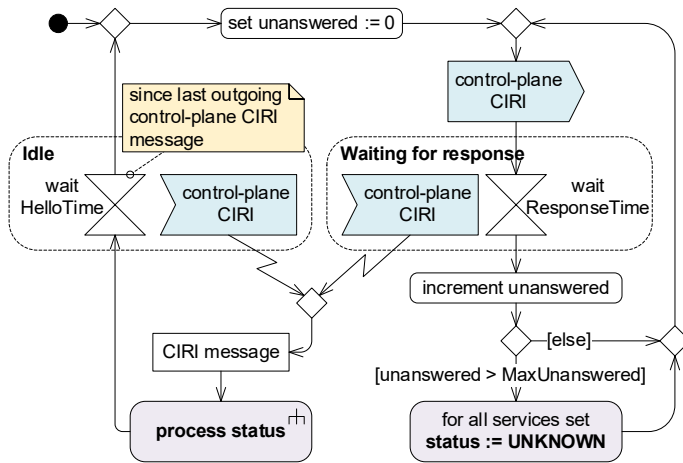 set unanswered := 0
since last outgoing
control-plane CIRI
message
control-plane
CIRI
Idle
wait
HelloTime
control-plane
CIRI
Waiting for response
control-plane
CIRI
wait
ResponseTime
increment unanswered
[else]
CIRI message
[unanswered > MaxUnanswered]
process status
for all services set
status := UNKNOWN